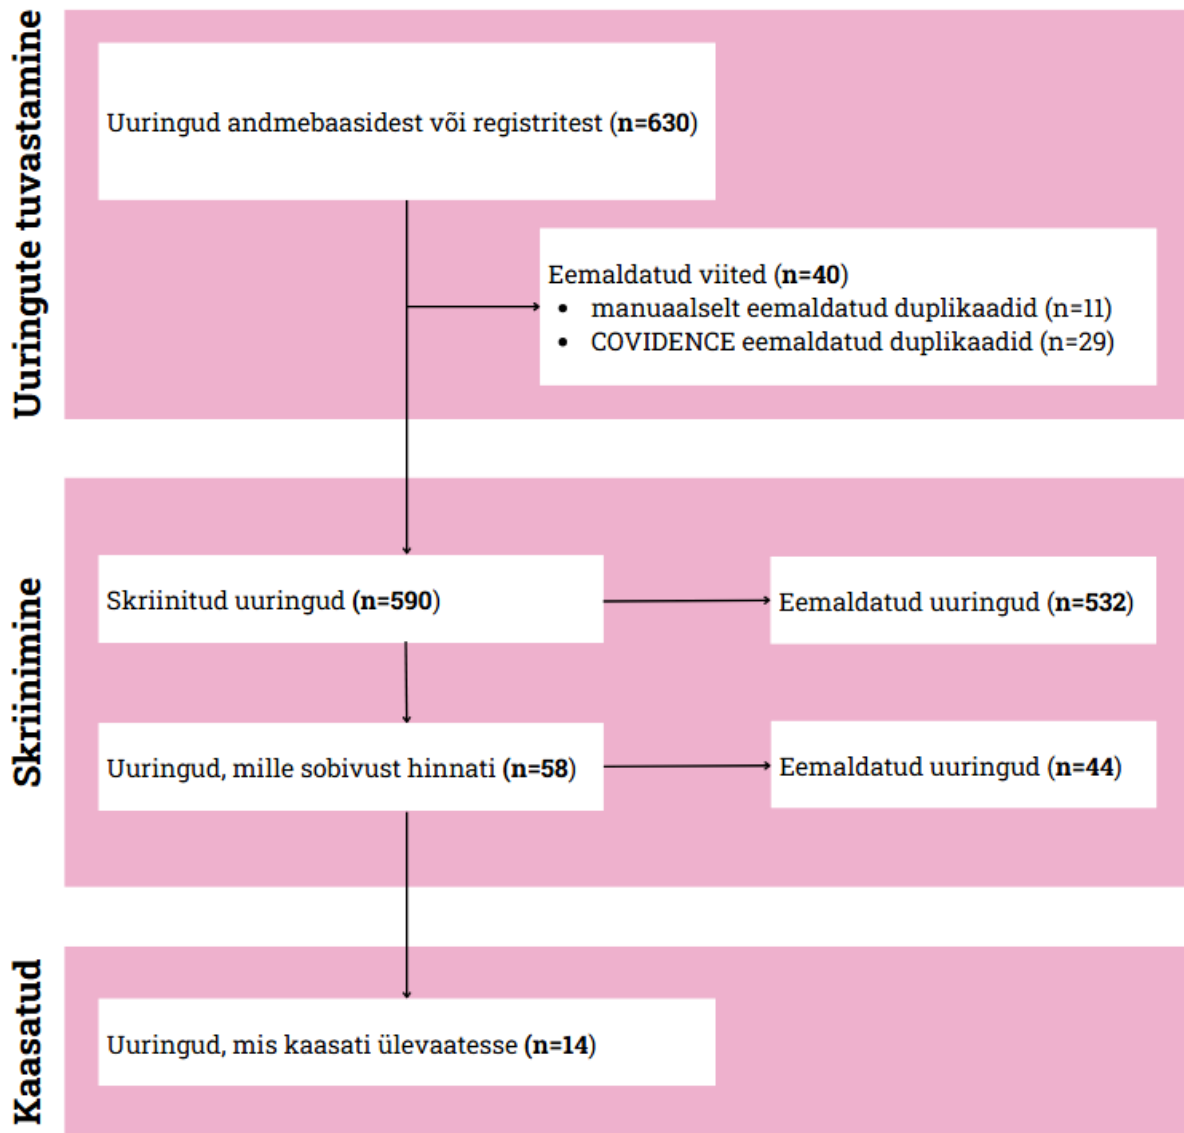 Uuringute tuvastamine
Uuringud andmebaasidest või registritest (n=630)
Eemaldatud viited (n=40)
• manuaalselt eemaldatud duplikaadid (n=11)
• COVIDENCE eemaldatud duplikaadid (n=29)
Skriinimine
Skriinitud uuringud (n=590)
Eemaldatud uuringud (n=532)
Uuringud, mille sobivust hinnati (n=58)
Eemaldatud uuringud (n=44)
Kaasatud
Uuringud, mis kaasati ülevaatesse (n=14)